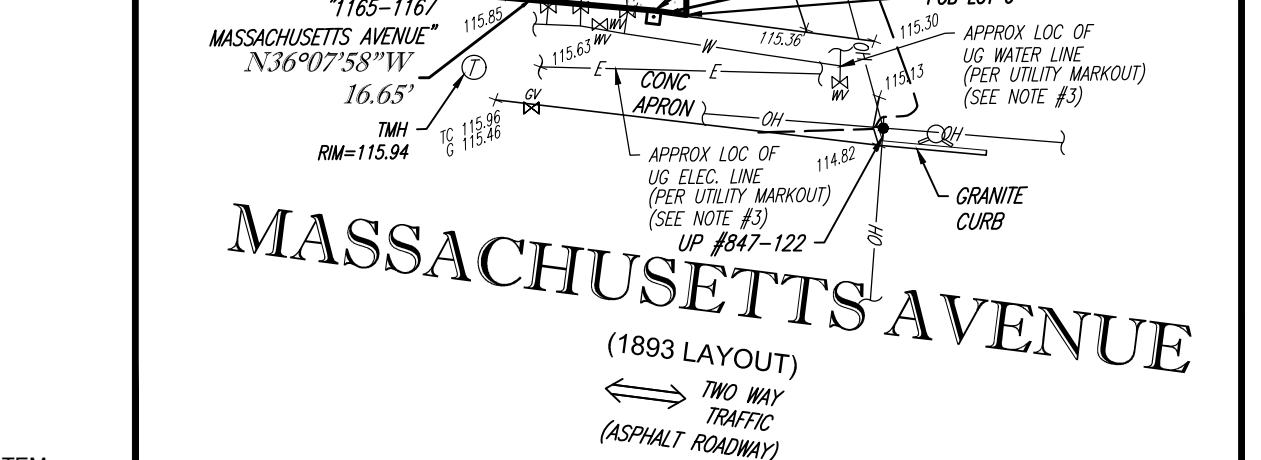 "1165-1167
MASSACHUSETTS AVENUE"
N36°07'58"W
16.65'
115.85
WV
WV
115.63
W
115.36
OH
115.30
115.13
WV
APPROX LOC OF
UG WATER LINE
(PER UTILITY MARKOUT)
(SEE NOTE #3)
T
E
E
CONC
APRON
GV
TMH
RIM=115.94
TC 115.96
G 115.46
OH
OH
114.82
APPROX LOC OF
UG ELEC. LINE
(PER UTILITY MARKOUT)
(SEE NOTE #3)
UP #847-122
GRANITE
CURB
OH
MASSACHUSETTS AVENUE
(1893 LAYOUT)
TWO WAY
TRAFFIC
(ASPHALT ROADWAY)